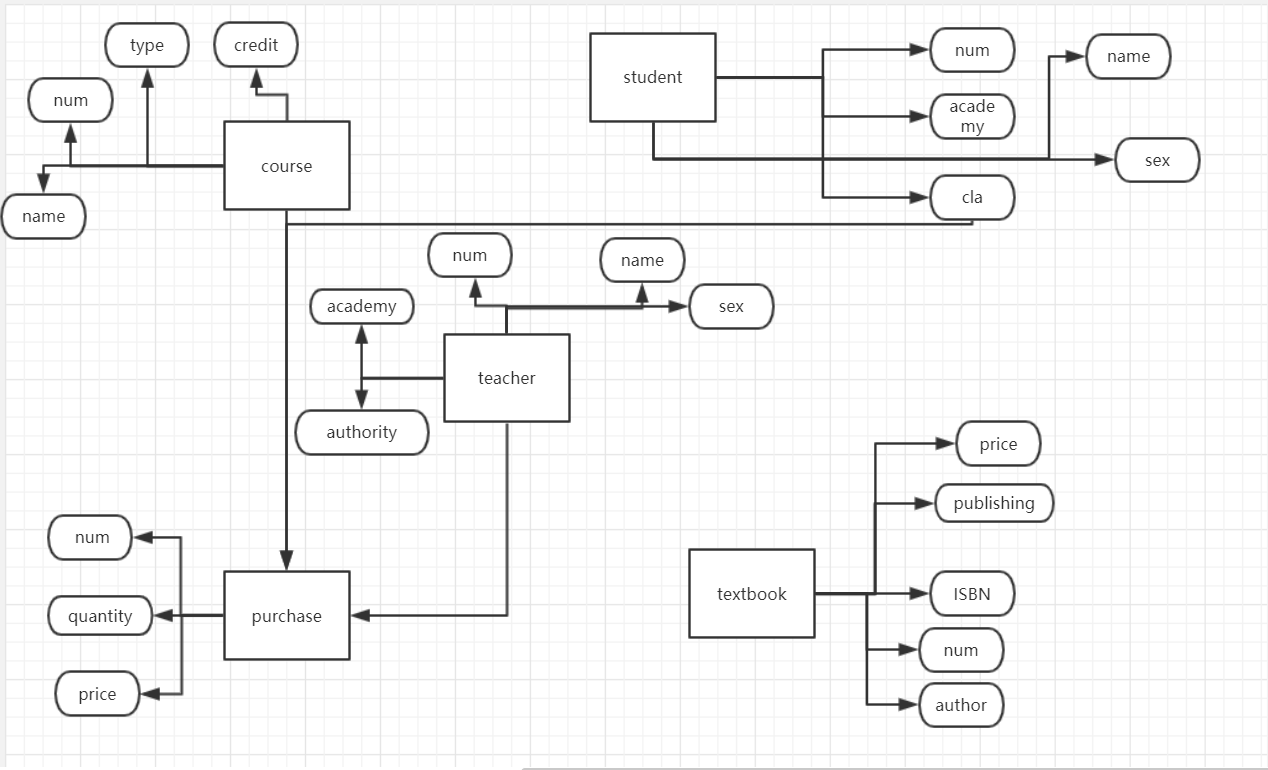 type
credit
num
course
name
student
num
name
acade
my
sex
cla
num
name
academy
sex
teacher
authority
num
quantity
purchase
price
price
publishing
textbook
ISBN
num
author